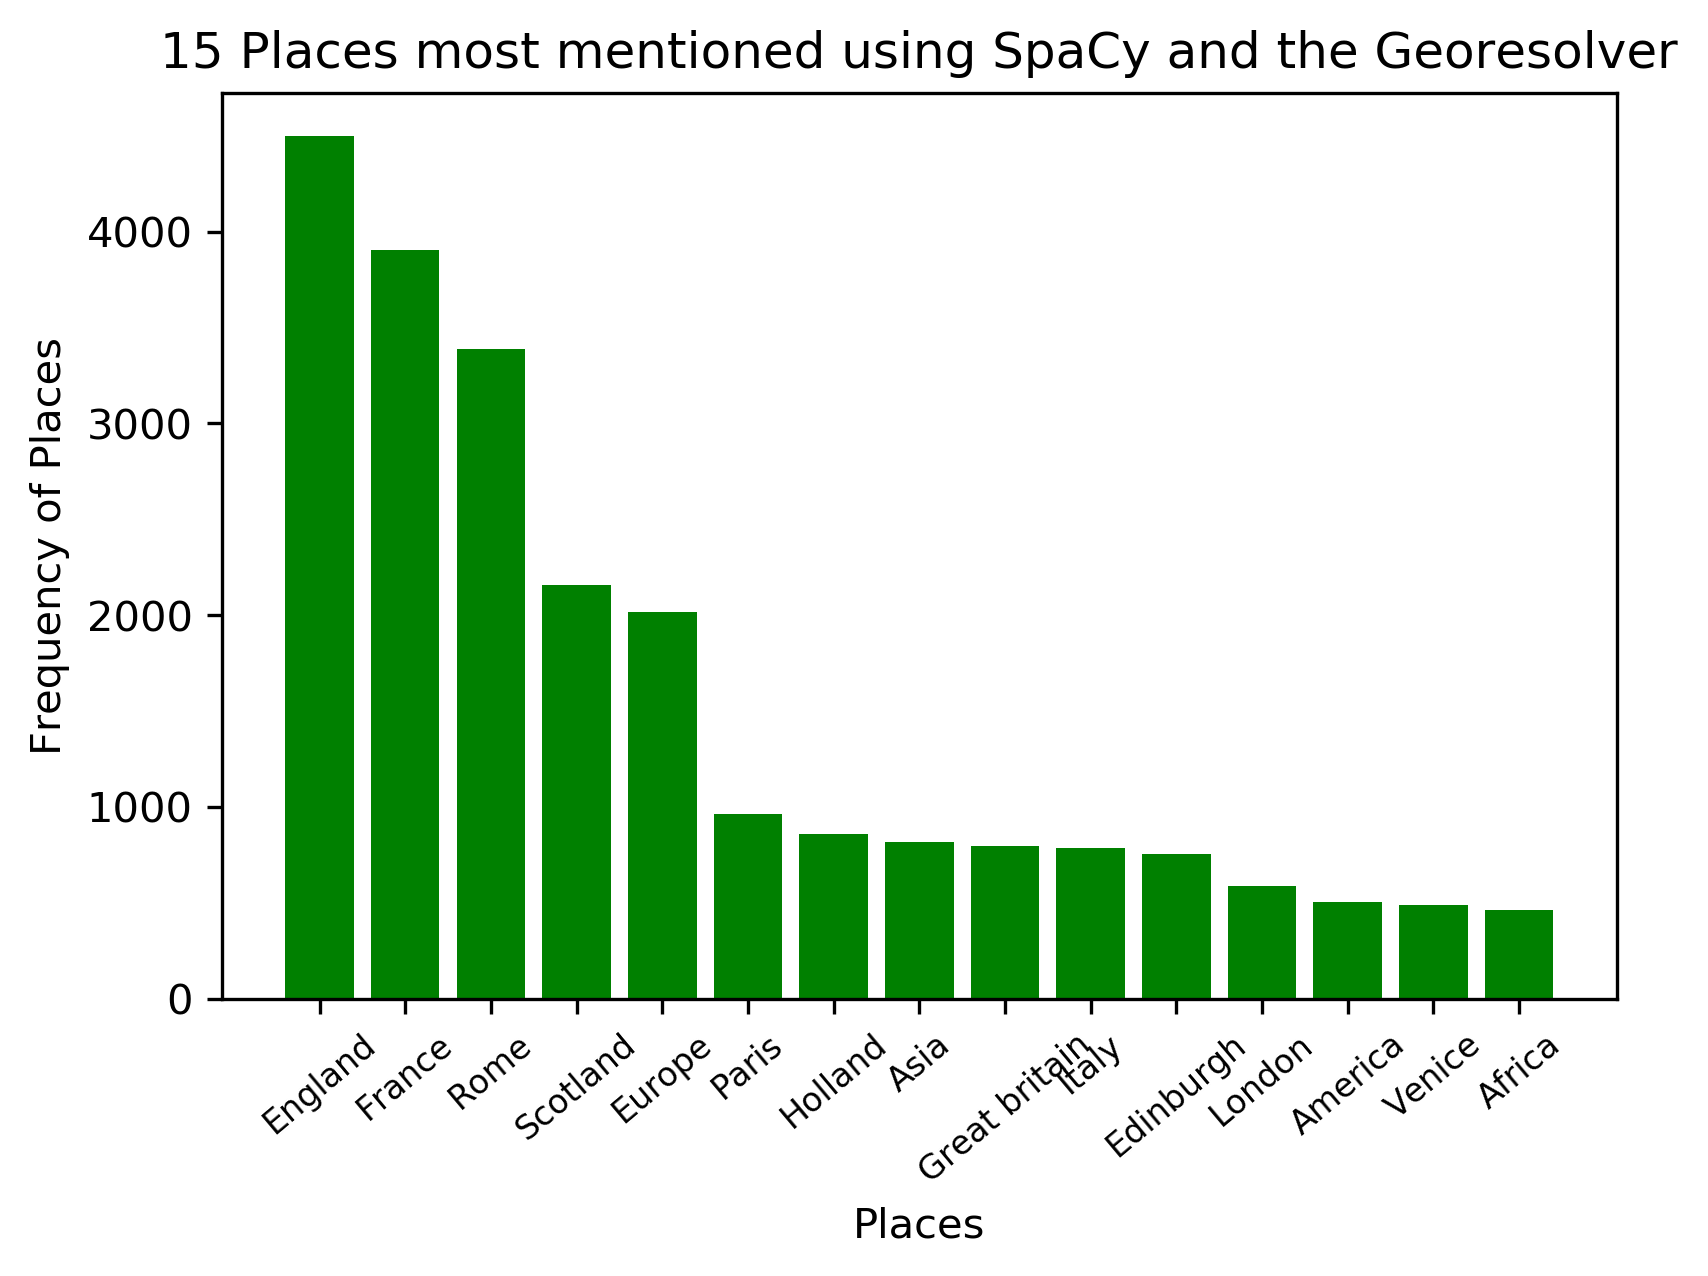 15 Places most mentioned using SpaCy and the Georesolver
Frequency of Places
4000
3000
2000
1000
0
England
France
Rome
Scotland
Europe
Paris
Holland
Asia
Great britain
Italy
Edinburgh
London
America
Venice
Africa
Places